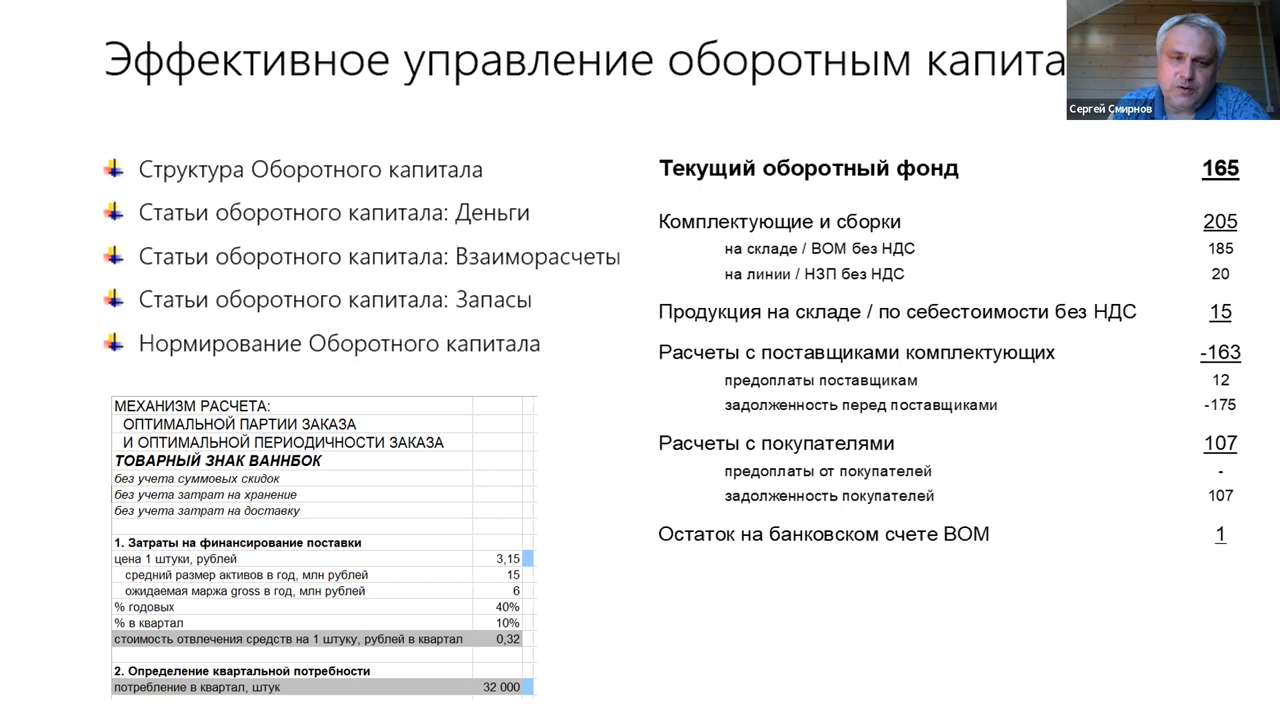 Эффективное управление оборотным капита
Сергей Смирнов
Структура Оборотного капитала
Статьи оборотного капитала: Деньги
Статьи оборотного капитала: Взаиморасчеты
Статьи оборотного капитала: Запасы
Нормирование Оборотного капитала
МЕХАНИЗМ РАСЧЕТА:
ОПТИМАЛЬНОЙ ПАРТИИ ЗАКАЗА
И ОПТИМАЛЬНОЙ ПЕРИОДИЧНОСТИ ЗАКАЗА
ТОВАРНЫЙ ЗНАК ВАННБОК
без учета суммовых скидок
без учета затрат на хранение
без учета затрат на доставку
1. Затраты на финансирование поставки
цена 1 штуки, рублей 3,15
средний размер активов в год, млн рублей 15
ожидаемая маржа gross в год, млн рублей 6
% годовых 40%
% в квартал 10%
стоимость отвлечения средств на 1 штуку, рублей в квартал 0,32
2. Определение квартальной потребности
потребление в квартал, штук 32 000
Текущий оборотный фонд 165
Комплектующие и сборки 205
на складе / ВОМ без НДС 185
на линии / НЗП без НДС 20
Продукция на складе / по себестоимости без НДС 15
Расчеты с поставщиками комплектующих -163
предоплаты поставщикам 12
задолженность перед поставщиками -175
Расчеты с покупателями 107
предоплаты от покупателей -
задолженность покупателей 107
Остаток на банковском счете ВОМ 1